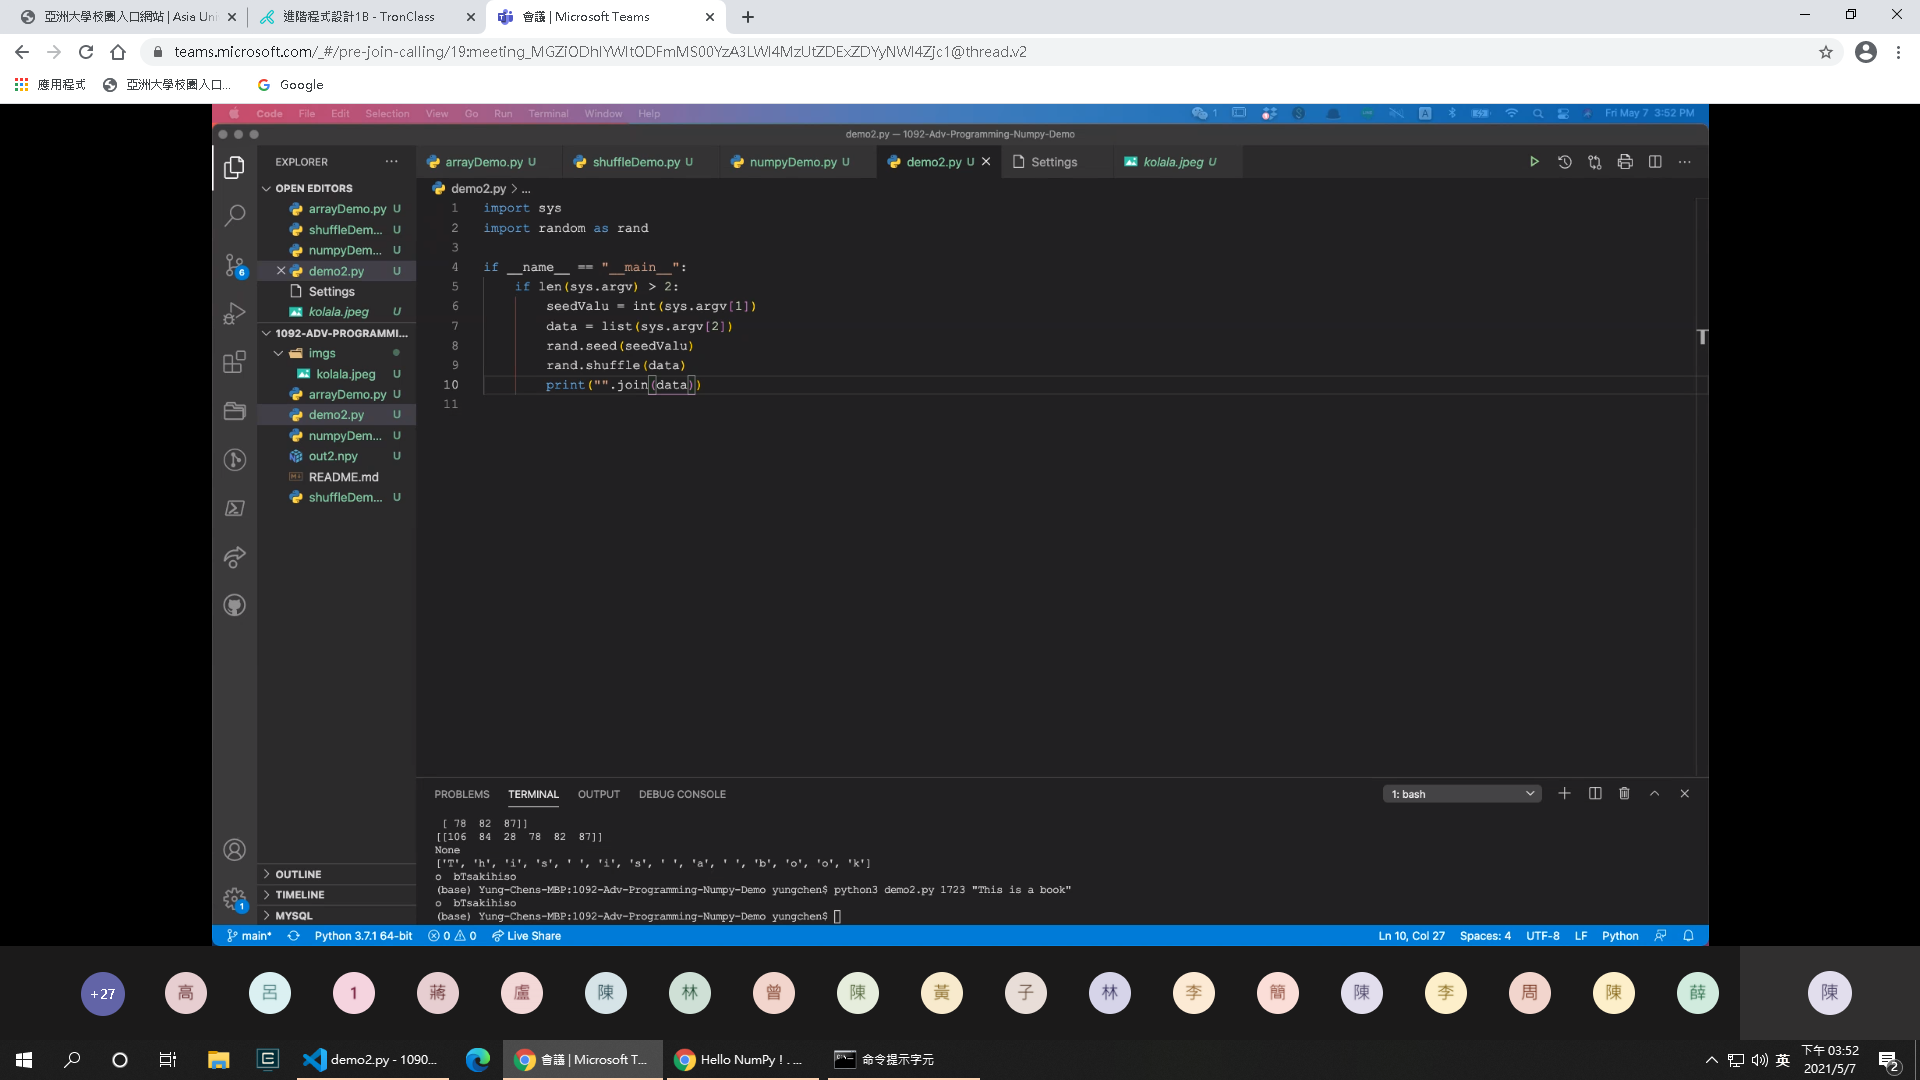 亞洲大學校園入口網站 | Asia Uni
進階程式設計1B - TronClass
會議 | Microsoft Teams
teams.microsoft.com/_#/pre-join-calling/19:meeting_MGZiODhlYWItODFmMS00YzA3LWI4MzUtZDExZDYyNWI4Zjc1@thread.v2
應用程式
亞洲大學校園入口...
Google
Code File Edit Selection View Go Run Terminal Window Help
Fri May 7 3:52 PM
demo2.py — 1092-Adv-Programming-Numpy-Demo
EXPLORER
arrayDemo.py U
shuffleDemo.py U
numpyDemo.py U
demo2.py U
Settings
kolala.jpeg U
OPEN EDITORS
arrayDemo.py U
shuffleDem... U
numpyDem... U
demo2.py U
Settings
kolala.jpeg U
1092-ADV-PROGRAMMI...
imgs
kolala.jpeg U
arrayDemo.py U
demo2.py U
numpyDem... U
out2.npy U
README.md
shuffleDem... U
OUTLINE
TIMELINE
MYSQL
demo2.py > ...
1 import sys
2 import random as rand
3
4 if __name__ == "__main__":
5 if len(sys.argv) > 2:
6 seedValu = int(sys.argv[1])
7 data = list(sys.argv[2])
8 rand.seed(seedValu)
9 rand.shuffle(data)
10 print("".join(data))
11
PROBLEMS TERMINAL OUTPUT DEBUG CONSOLE
1: bash
[ 78 82 87]]
[[106 84 28 78 82 87]]
None
['T', 'h', 'i', 's', ' ', 'i', 's', ' ', 'a', ' ', 'b', 'o', 'o', 'k']
o  bTsakihiso
(base) Yung-Chens-MBP:1092-Adv-Programming-Numpy-Demo yungchen$ python3 demo2.py 1723 "This is a book"
o  bTsakihiso
(base) Yung-Chens-MBP:1092-Adv-Programming-Numpy-Demo yungchen$
main* Python 3.7.1 64-bit 0 0 Live Share
Ln 10, Col 27 Spaces: 4 UTF-8 LF Python
+27 高 呂 1 蔣 盧 陳 林 曾 陳 黃 子 林 李 簡 陳 李 周 陳 薛 陳
demo2.py - 1090...
會議 | Microsoft T...
Hello NumPy ! . ...
命令提示字元
英
下午 03:52
2021/5/7
2